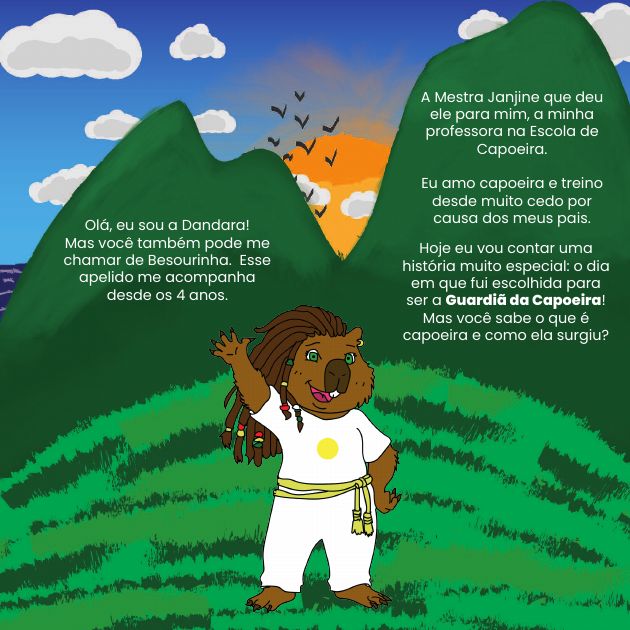 Olá, eu sou a Dandara!
Mas você também pode me
chamar de Besourinha. Esse
apelido me acompanha
desde os 4 anos.
A Mestra Janjine que deu
ele para mim, a minha
professora na Escola de
Capoeira.
Eu amo capoeira e treino
desde muito cedo por
causa dos meus pais.
Hoje eu vou contar uma
história muito especial: o dia
em que fui escolhida para
ser a Guardiã da Capoeira!
Mas você sabe o que é
capoeira e como ela surgiu?